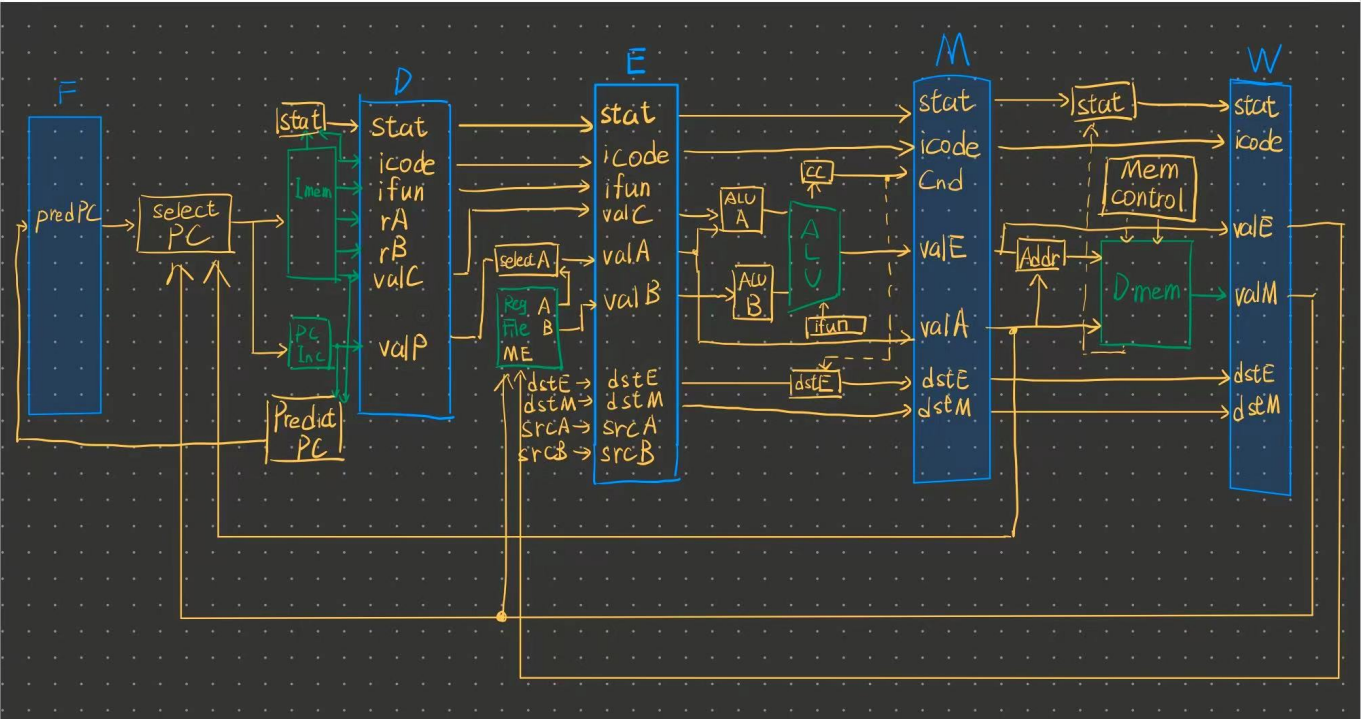 F
predPC
select
PC
stat
Imem
PC
Inc
Predict
PC
D
stat
icode
ifun
rA
rB
valC
valP
select A
Reg
File
A
B
ME
dstE
dstM
srcA
srcB
E
stat
icode
ifun
valC
valA
valB
dstE
dstM
srcA
srcB
ALU
A
ALU
B
CC
ALU
ifun
dstE
M
stat
icode
Cnd
valE
valA
dstE
dstM
stat
Mem
control
Addr
Dmem
W
stat
icode
valE
valM
dstE
dstM